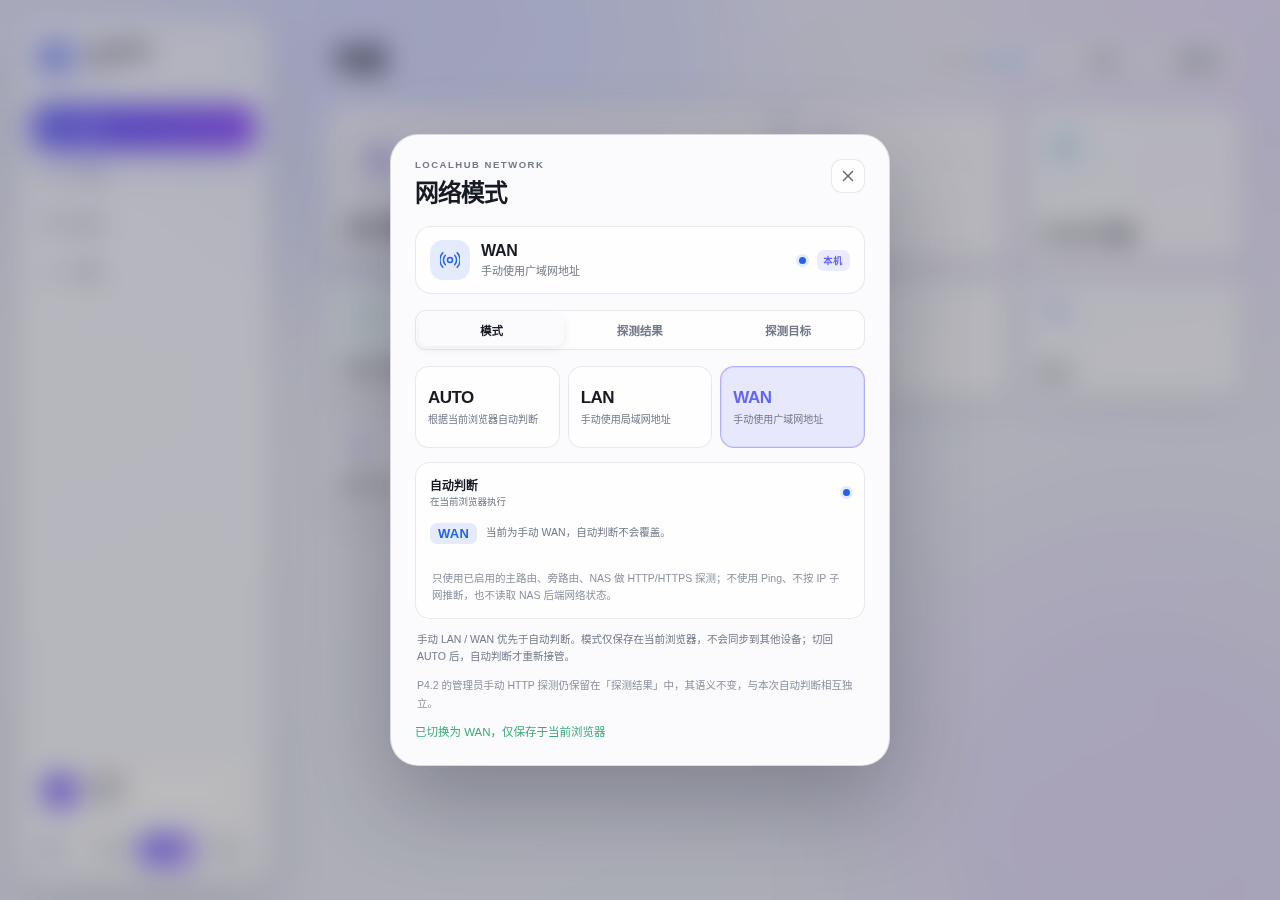 LOCALHUB NETWORK
网络模式
WAN
手动使用广域网地址
本机
模式
探测结果
探测目标
AUTO
根据当前浏览器自动判断
LAN
手动使用局域网地址
WAN
手动使用广域网地址
自动判断
在当前浏览器执行
WAN 当前为手动 WAN，自动判断不会覆盖。
只使用已启用的主路由、旁路由、NAS 做 HTTP/HTTPS 探测；不使用 Ping、不按 IP 子
网推断，也不读取 NAS 后端网络状态。
手动 LAN / WAN 优先于自动判断。模式仅保存在当前浏览器，不会同步到其他设备；切回
AUTO 后，自动判断才重新接管。
P4.2 的管理员手动 HTTP 探测仍保留在「探测结果」中，其语义不变，与本次自动判断相互独
立。
已切换为 WAN，仅保存于当前浏览器